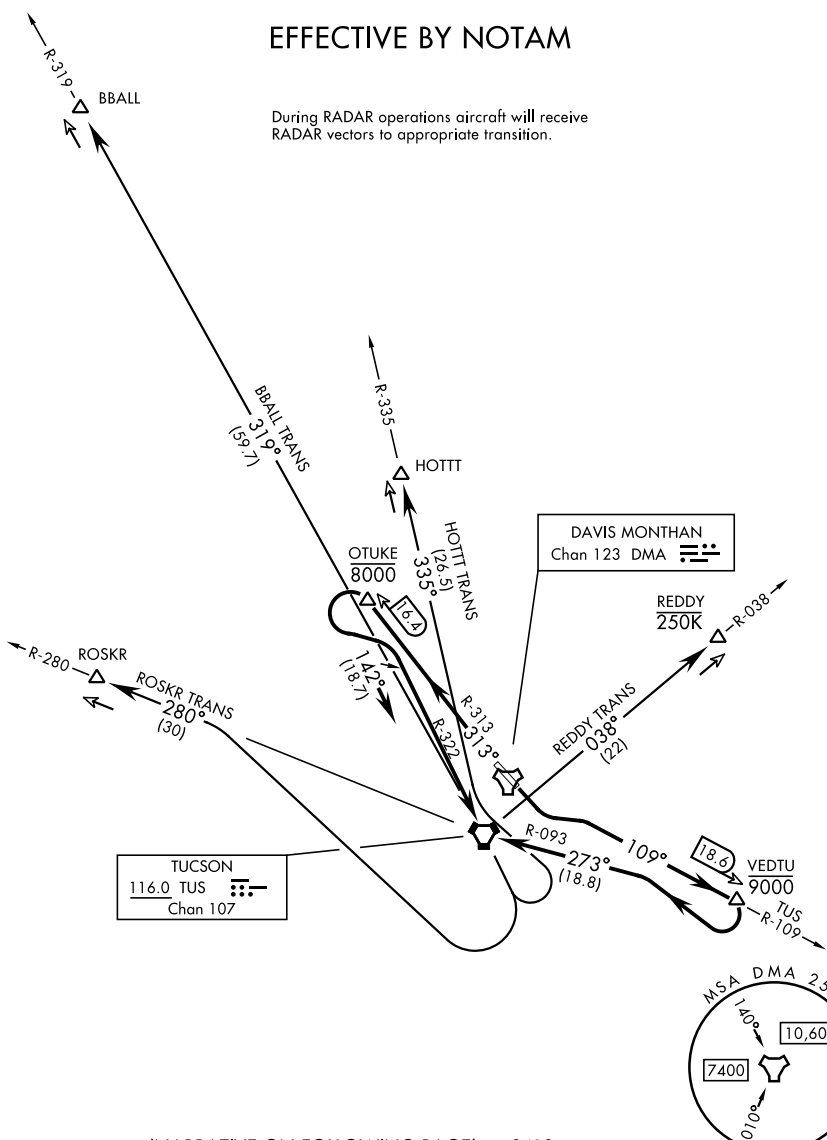 EFFECTIVE BY NOTAM
During RADAR operations aircraft will receive
RADAR vectors to appropriate transition.
R-319
BBALL
BBALL TRANS
319°
(59.7)
R-335
HOTTT
HOTTT TRANS
335°
(26.5)
DAVIS MONTHAN
Chan 123 DMA
OTUKE
8000
16.4
REDDY
250K
R-038
R-280
ROSKR
ROSKR TRANS
280°
(30)
142°
(18.7)
R-322
R-313
313°
REDDY TRANS
038°
(22)
R-093
273°
(18.8)
109°
18.6
VEDTU
9000
TUS
R-109
TUCSON
116.0 TUS
Chan 107
MSA DMA 25
140°
10,60
7400
010°